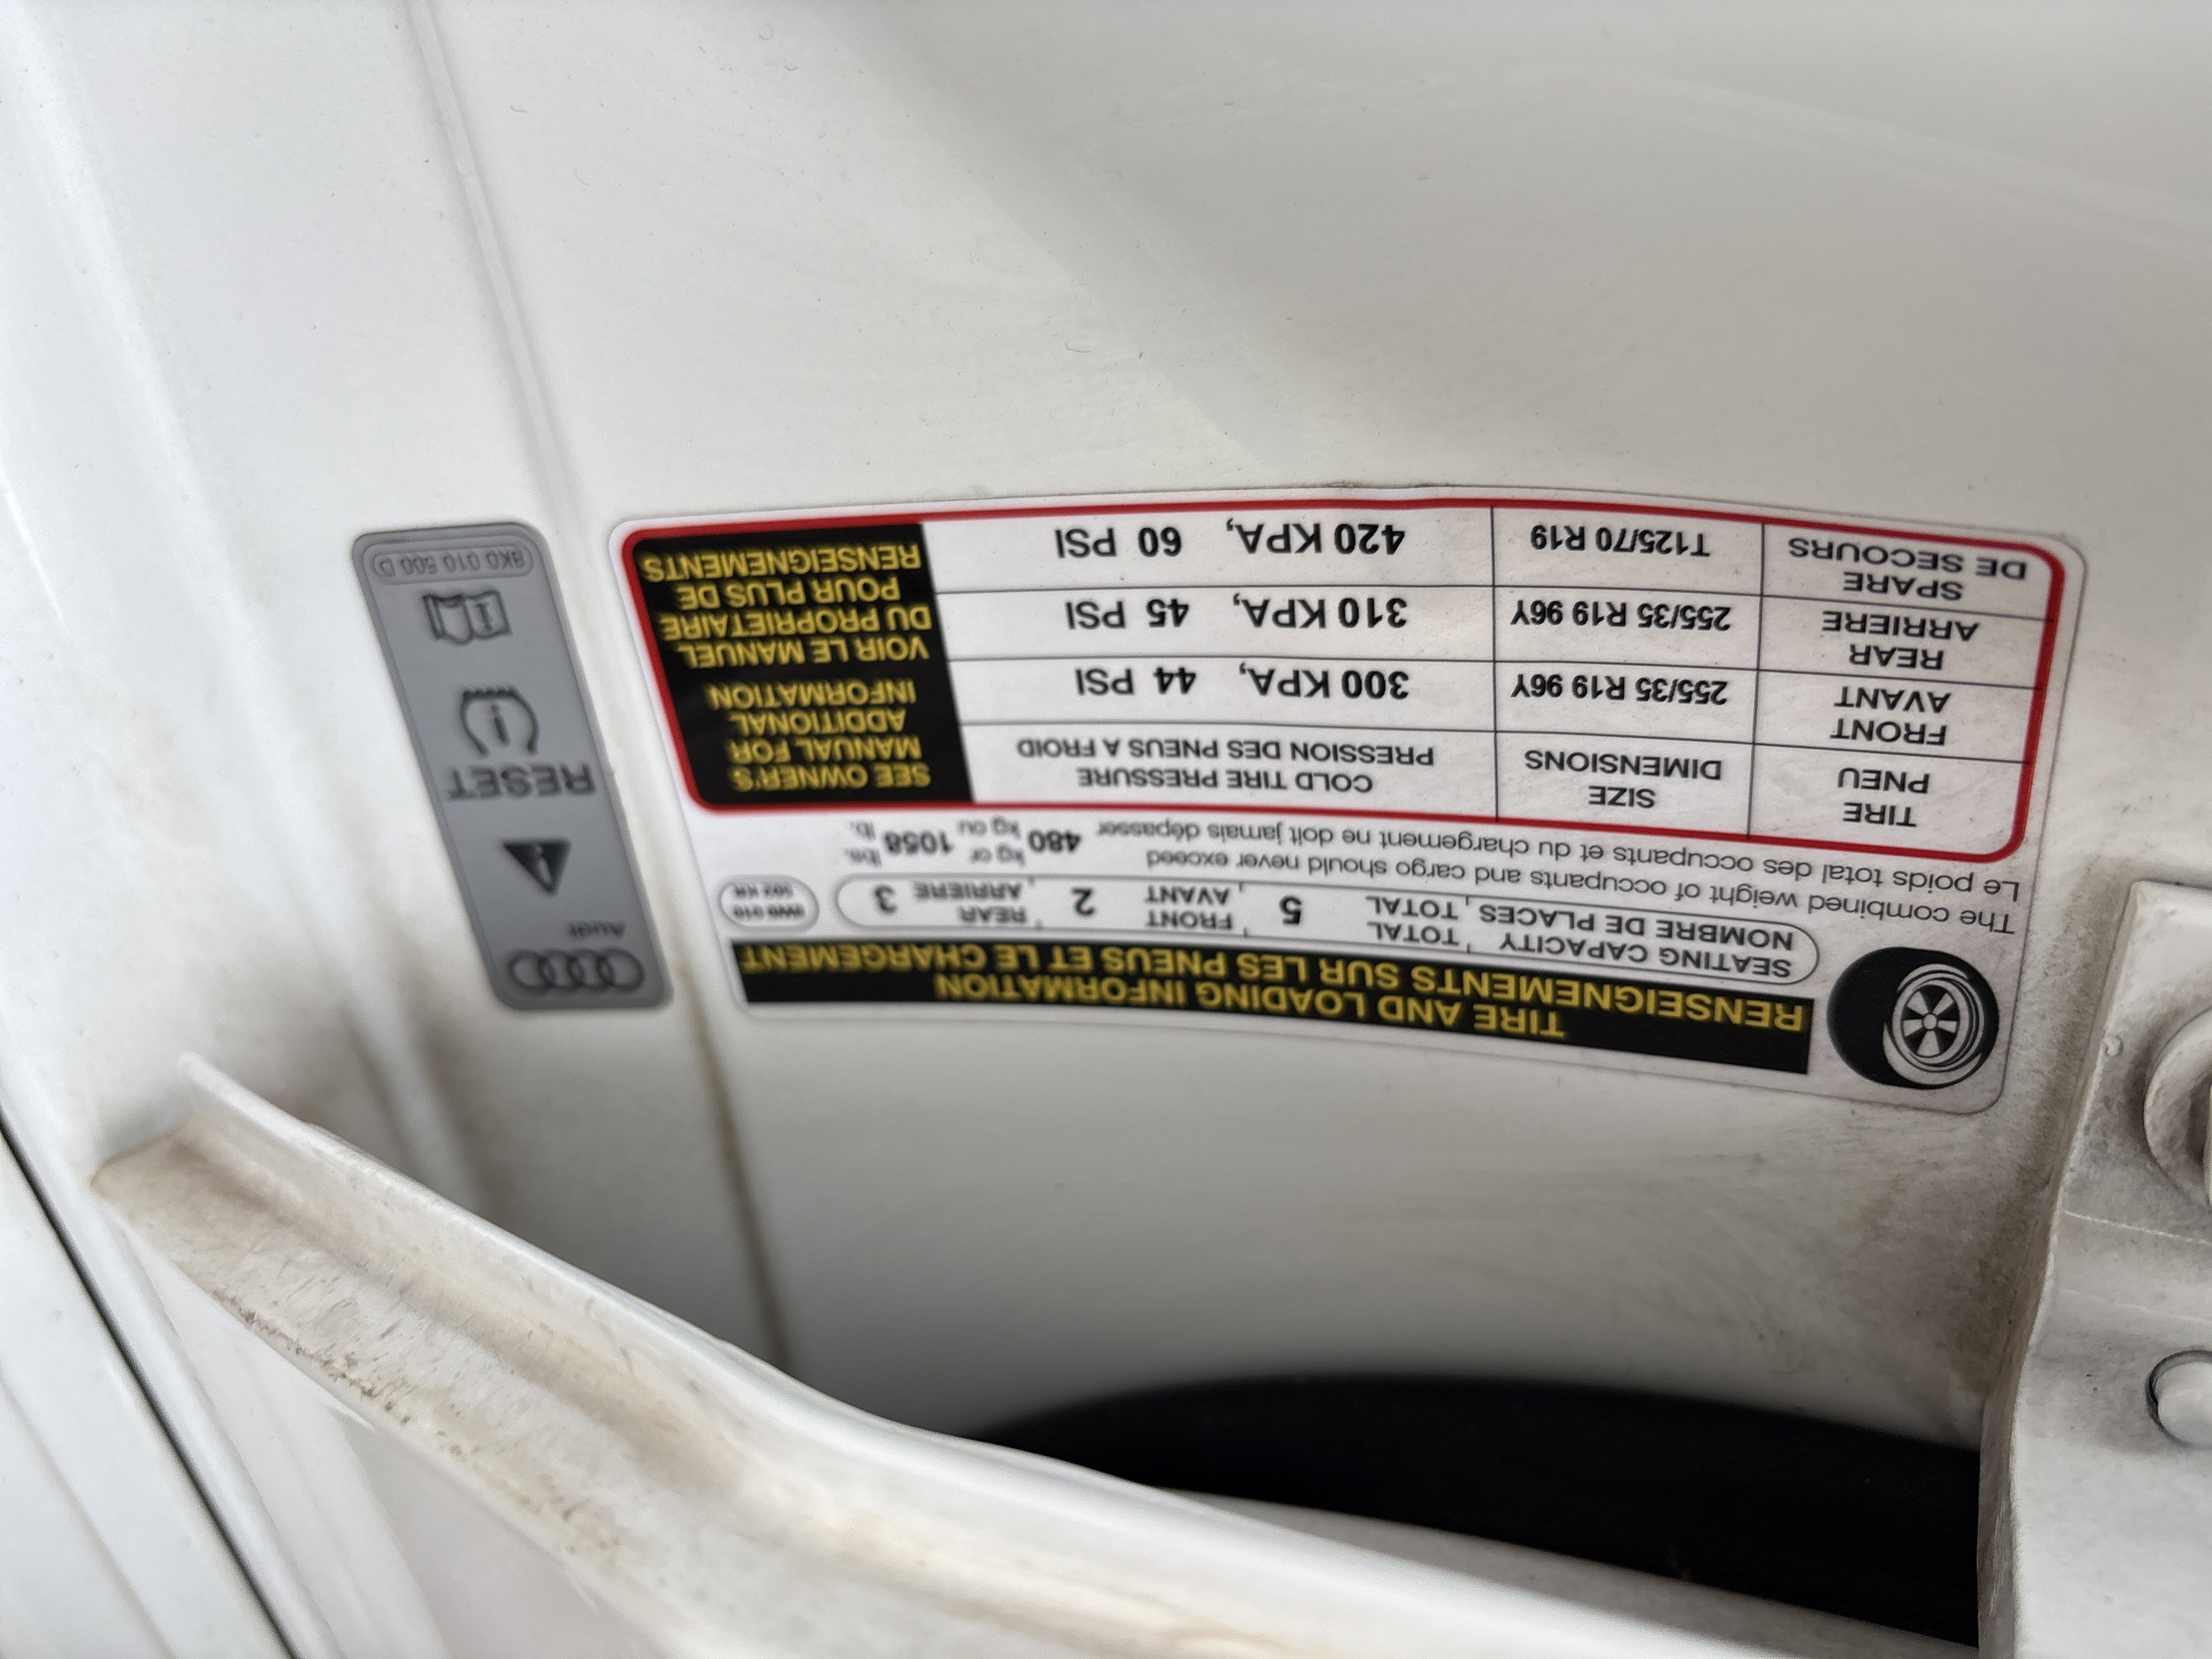 TIRE AND LOADING INFORMATION
RENSEIGNEMENTS SUR LES PNEUS ET LE CHARGEMENT
SEATING CAPACITY TOTAL 5 FRONT 2 REAR 3
NOMBRE DE PLACES TOTAL AVANT ARRIERE
502 KR
The combined weight of occupants and cargo should never exceed 480 kg or 1058 lbs.
Le poids total des occupants et du chargement ne doit jamais dépasser kg ou lb.
TIRE SIZE COLD TIRE PRESSURE
PNEU DIMENSIONS PRESSION DES PNEUS A FROID
FRONT 255/35 R19 96Y 300 KPA, 44 PSI
AVANT
REAR 255/35 R19 96Y 310 KPA, 45 PSI
ARRIERE
SPARE T125/70 R19 420 KPA, 60 PSI
DE SECOURS
SEE OWNER'S
MANUAL FOR
ADDITIONAL
INFORMATION
VOIR LE MANUEL
DU PROPRIETAIRE
POUR PLUS DE
RENSEIGNEMENTS
Audi
RESET
8K0 010 500 D